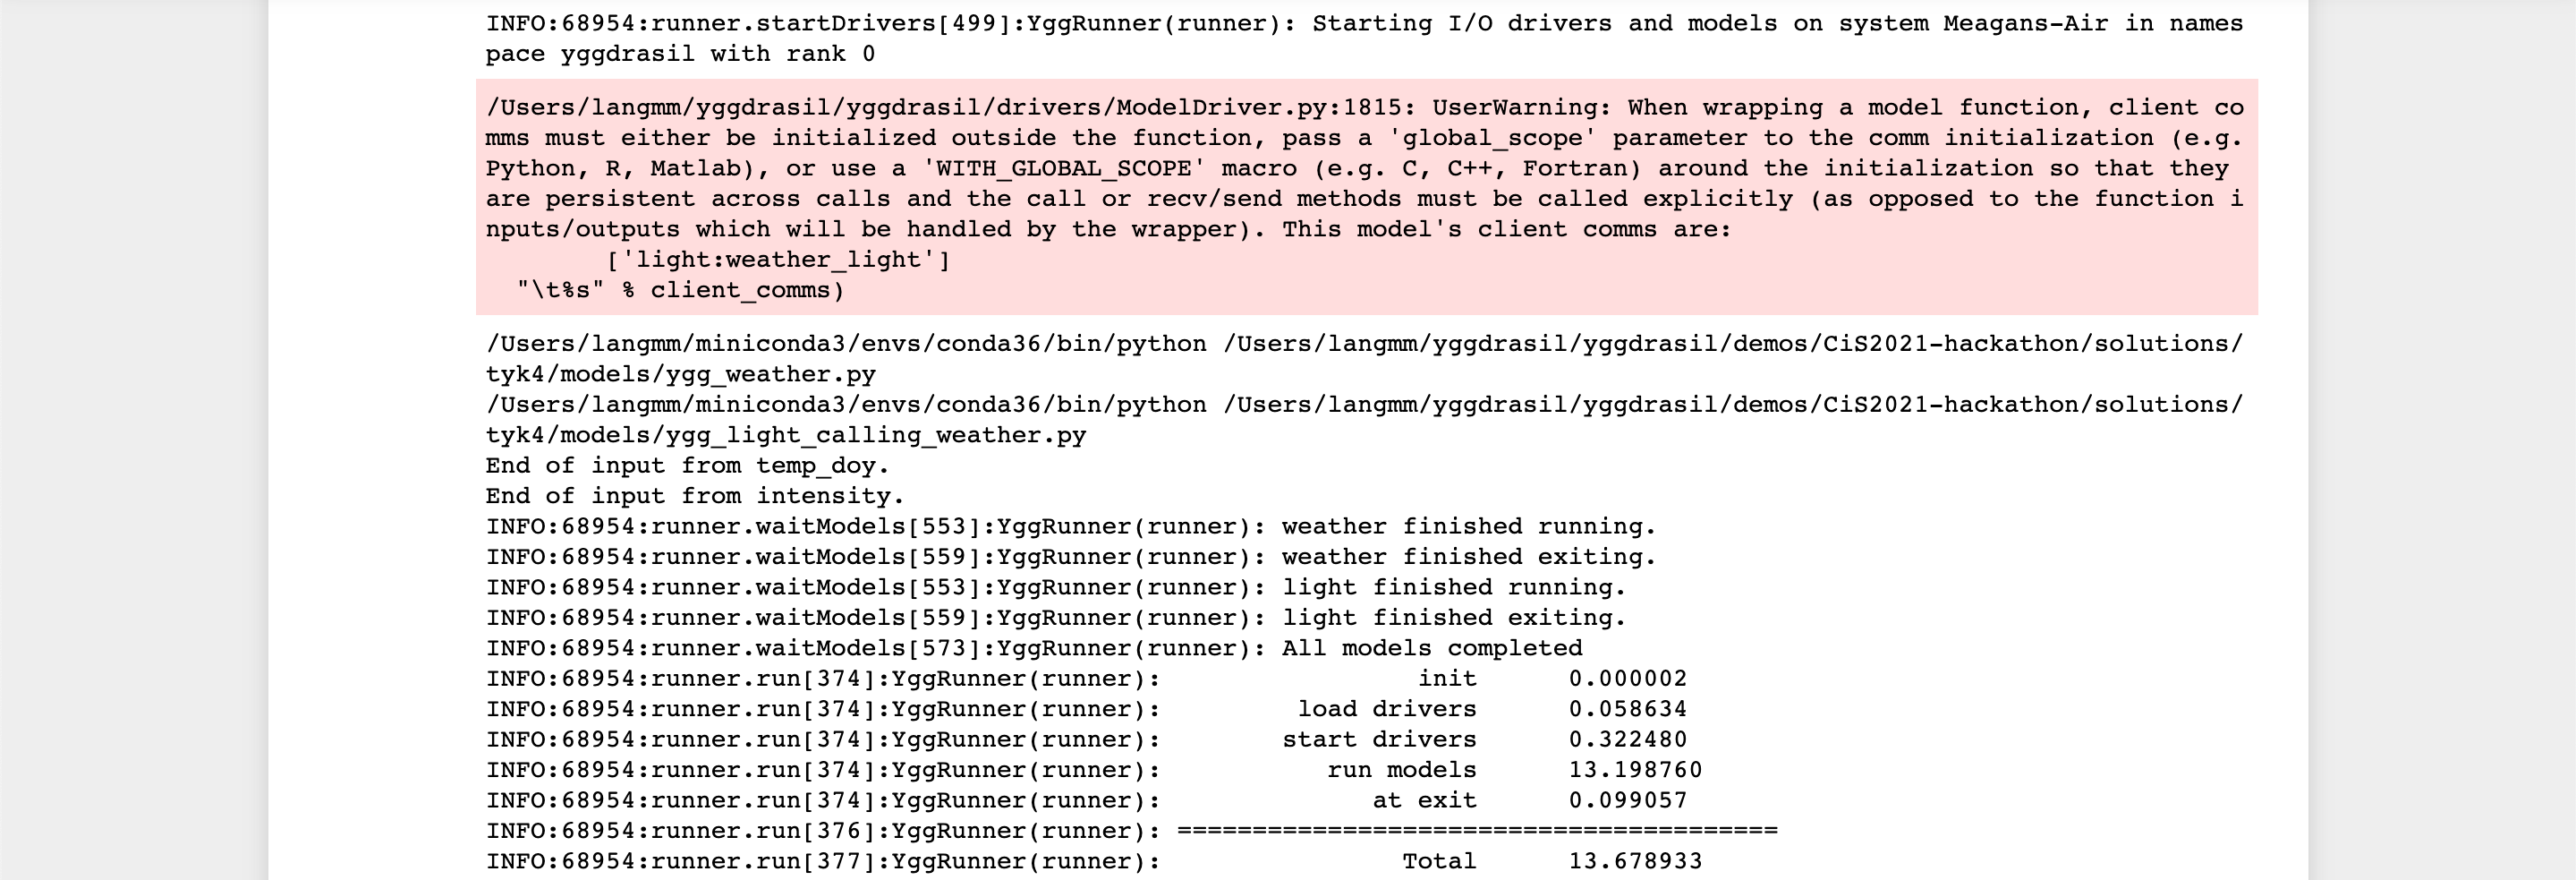 INFO:68954:runner.startDrivers[499]:YggRunner(runner): Starting I/O drivers and models on system Meagans-Air in names
pace yggdrasil with rank 0
/Users/langmm/yggdrasil/yggdrasil/drivers/ModelDriver.py:1815: UserWarning: When wrapping a model function, client co
mms must either be initialized outside the function, pass a 'global_scope' parameter to the comm initialization (e.g.
Python, R, Matlab), or use a 'WITH_GLOBAL_SCOPE' macro (e.g. C, C++, Fortran) around the initialization so that they
are persistent across calls and the call or recv/send methods must be called explicitly (as opposed to the function i
nputs/outputs which will be handled by the wrapper). This model's client comms are:
        ['light:weather_light']
  "\t%s" % client_comms)
/Users/langmm/miniconda3/envs/conda36/bin/python /Users/langmm/yggdrasil/yggdrasil/demos/CiS2021-hackathon/solutions/
tyk4/models/ygg_weather.py
/Users/langmm/miniconda3/envs/conda36/bin/python /Users/langmm/yggdrasil/yggdrasil/demos/CiS2021-hackathon/solutions/
tyk4/models/ygg_light_calling_weather.py
End of input from temp_doy.
End of input from intensity.
INFO:68954:runner.waitModels[553]:YggRunner(runner): weather finished running.
INFO:68954:runner.waitModels[559]:YggRunner(runner): weather finished exiting.
INFO:68954:runner.waitModels[553]:YggRunner(runner): light finished running.
INFO:68954:runner.waitModels[559]:YggRunner(runner): light finished exiting.
INFO:68954:runner.waitModels[573]:YggRunner(runner): All models completed
INFO:68954:runner.run[374]:YggRunner(runner):                 init      0.000002
INFO:68954:runner.run[374]:YggRunner(runner):         load drivers      0.058634
INFO:68954:runner.run[374]:YggRunner(runner):        start drivers      0.322480
INFO:68954:runner.run[374]:YggRunner(runner):           run models      13.198760
INFO:68954:runner.run[374]:YggRunner(runner):              at exit      0.099057
INFO:68954:runner.run[376]:YggRunner(runner): ========================================
INFO:68954:runner.run[377]:YggRunner(runner):                Total      13.678933